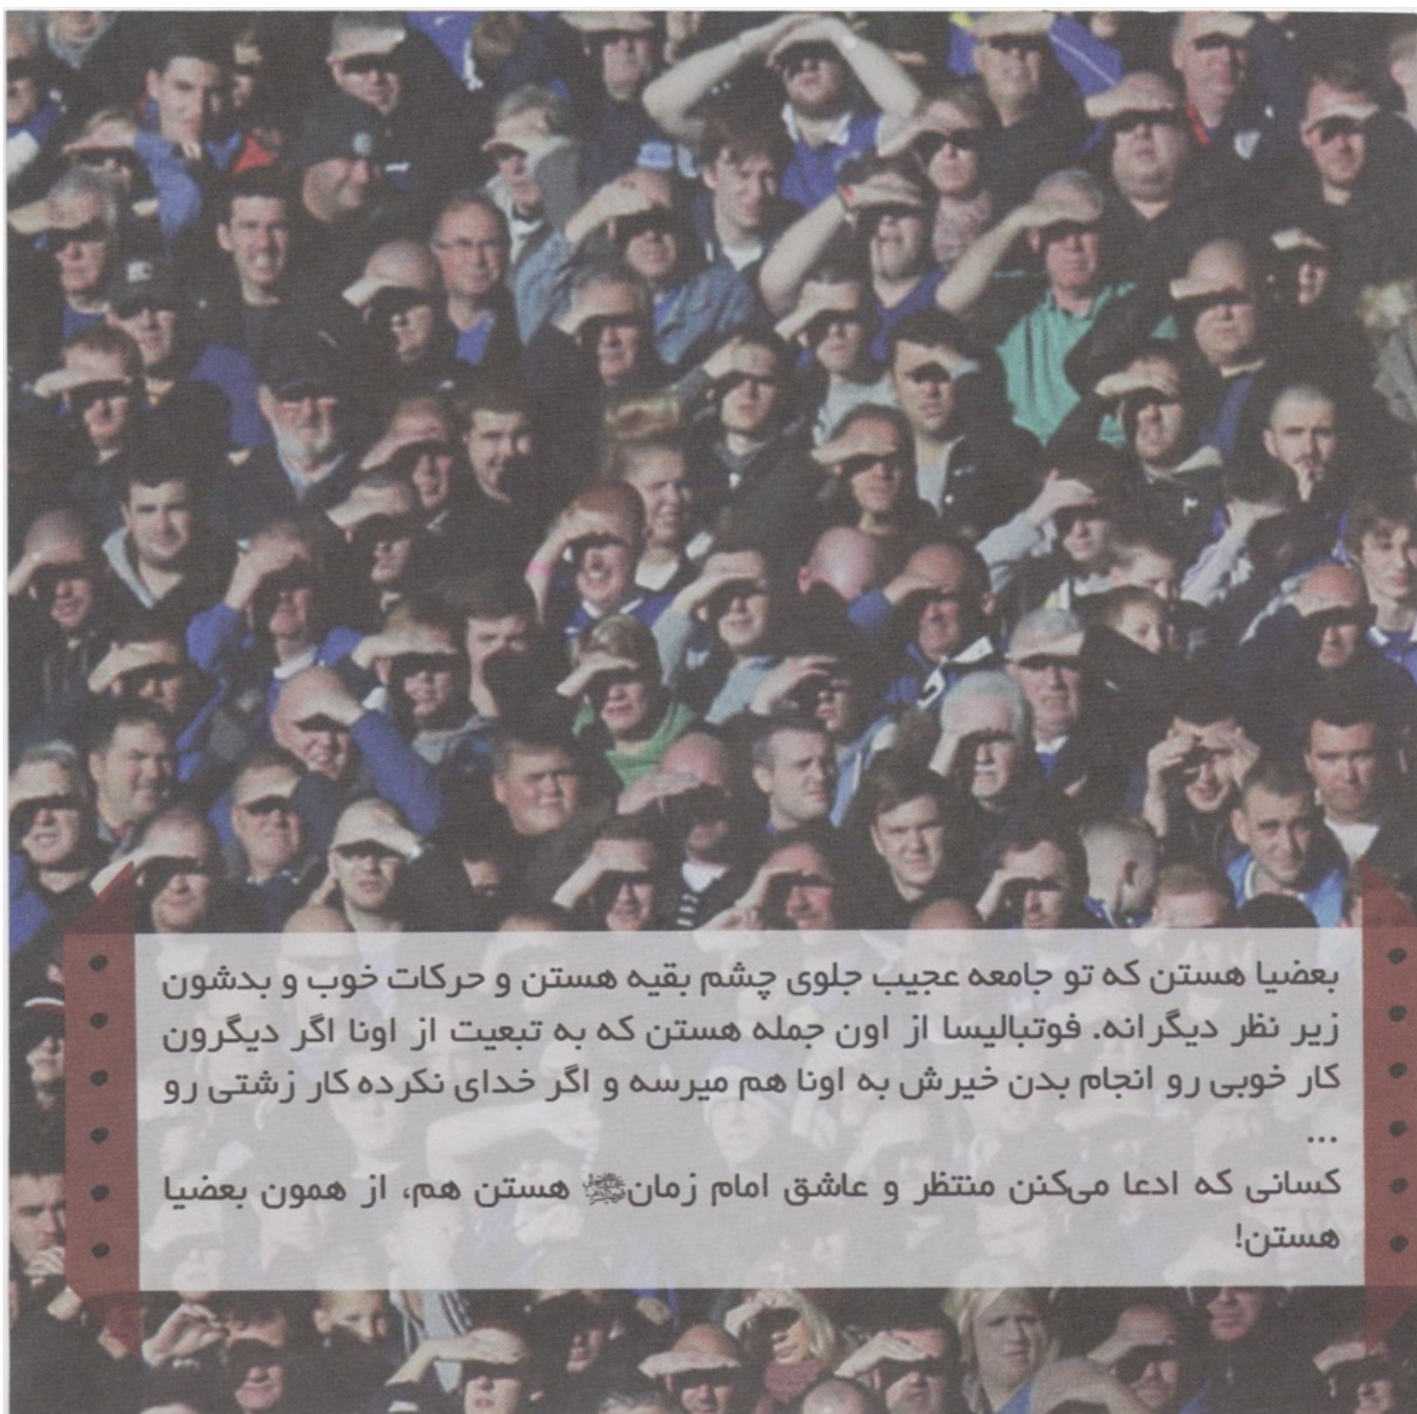 بعضیا هستن که تو جامعه عجیب جلوی چشم بقیه هستن و حرکات خوب و بدشون
زیر نظر دیگرانه. فوتبالیسا از اون جمله هستن که به تبعیت از اونا اگر دیگرون
کار خوبی رو انجام بدن خیرش به اونا هم میرسه و اگر خدای نکرده کار زشتی رو
...
کسانی که ادعا می‌کنن منتظر و عاشق امام زمان هستن هم، از همون بعضیا
هستن!